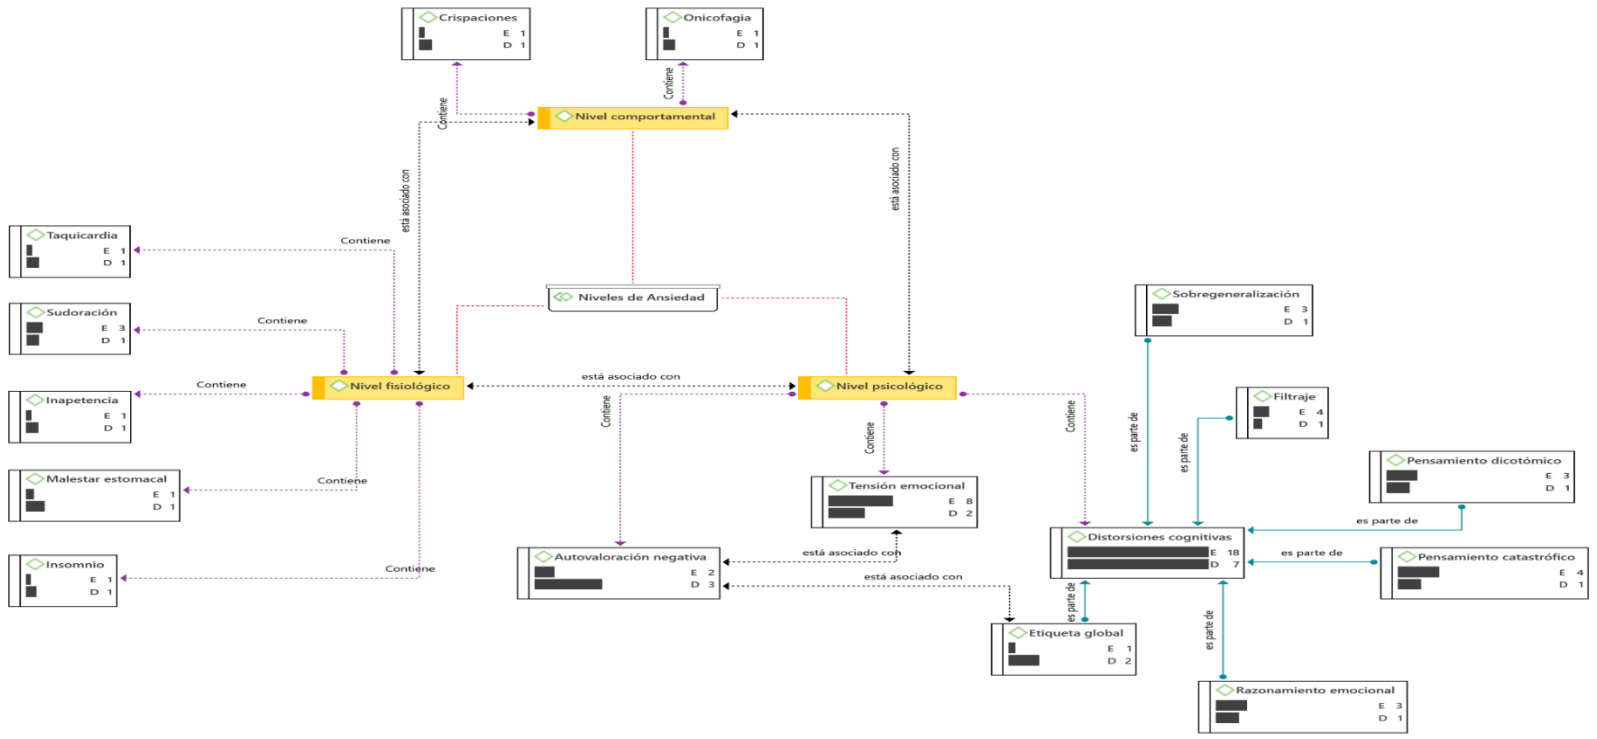 Crispaciones
E 1
D 1
Onicofagia
E 1
D 1
Contiene
Contiene
Nivel comportamental
está asociado con
está asociado con
Taquicardia
E 1
D 1
Contiene
Sudoración
E 3
D 1
Contiene
Niveles de Ansiedad
Sobregeneralización
E 3
D 1
Inapetencia
E 1
D 1
Contiene
Nivel fisiológico
está asociado con
Nivel psicológico
Contiene
Contiene
Contiene
es parte de
es parte de
Filtraje
E 4
D 1
Malestar estomacal
E 1
D 1
Contiene
Tensión emocional
E 8
D 2
Pensamiento dicotómico
E 3
D 1
es parte de
Insomnio
E 1
D 1
Contiene
Autovaloración negativa
E 2
D 3
está asociado con
está asociado con
Distorsiones cognitivas
E 18
D 7
es parte de
Pensamiento catastrófico
E 4
D 1
es parte de
es parte de
Etiqueta global
E 1
D 2
Razonamiento emocional
E 3
D 1